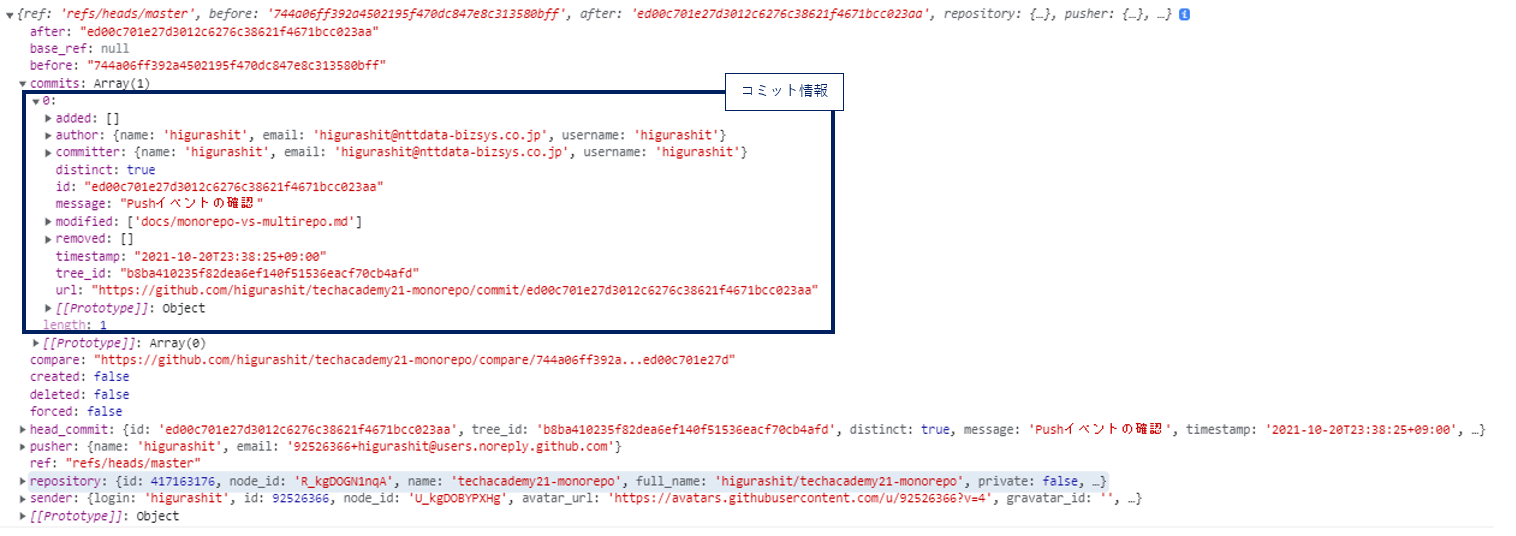 {ref: 'refs/heads/master', before: '744a06ff392a4502195f470dc847e8c313580bff', after: 'ed00c701e27d3012c6276c38621f4671bcc023aa', repository: {…}, pusher: {…}, …} i
after: "ed00c701e27d3012c6276c38621f4671bcc023aa"
base_ref: null
before: "744a06ff392a4502195f470dc847e8c313580bff"
commits: Array(1)
コミット情報
0:
added: []
author: {name: 'higurashit', email: 'higurashit@nttdata-bizsys.co.jp', username: 'higurashit'}
committer: {name: 'higurashit', email: 'higurashit@nttdata-bizsys.co.jp', username: 'higurashit'}
distinct: true
id: "ed00c701e27d3012c6276c38621f4671bcc023aa"
message: "Pushイベントの確認"
modified: ['docs/monorepo-vs-multirepo.md']
removed: []
timestamp: "2021-10-20T23:38:25+09:00"
tree_id: "b8ba410235f82dea6ef140f51536eacf70cb4afd"
url: "https://github.com/higurashit/techacademy21-monorepo/commit/ed00c701e27d3012c6276c38621f4671bcc023aa"
[[Prototype]]: Object
length: 1
[[Prototype]]: Array(0)
compare: "https://github.com/higurashit/techacademy21-monorepo/compare/744a06ff392a...ed00c701e27d"
created: false
deleted: false
forced: false
head_commit: {id: 'ed00c701e27d3012c6276c38621f4671bcc023aa', tree_id: 'b8ba410235f82dea6ef140f51536eacf70cb4afd', distinct: true, message: 'Pushイベントの確認', timestamp: '2021-10-20T23:38:25+09:00', …}
pusher: {name: 'higurashit', email: '92526366+higurashit@users.noreply.github.com'}
ref: "refs/heads/master"
repository: {id: 417163176, node_id: 'R_kgDOGN1nqA', name: 'techacademy21-monorepo', full_name: 'higurashit/techacademy21-monorepo', private: false, …}
sender: {login: 'higurashit', id: 92526366, node_id: 'U_kgDOBYPXHg', avatar_url: 'https://avatars.githubusercontent.com/u/92526366?v=4', gravatar_id: '', …}
[[Prototype]]: Object